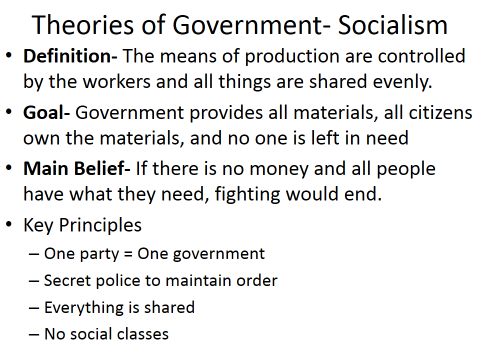 Theories of Government- Socialism
• Definition- The means of production are controlled
by the workers and all things are shared evenly.
• Goal- Government provides all materials, all citizens
own the materials, and no one is left in need
• Main Belief- If there is no money and all people
have what they need, fighting would end.
• Key Principles
– One party = One government
– Secret police to maintain order
– Everything is shared
– No social classes